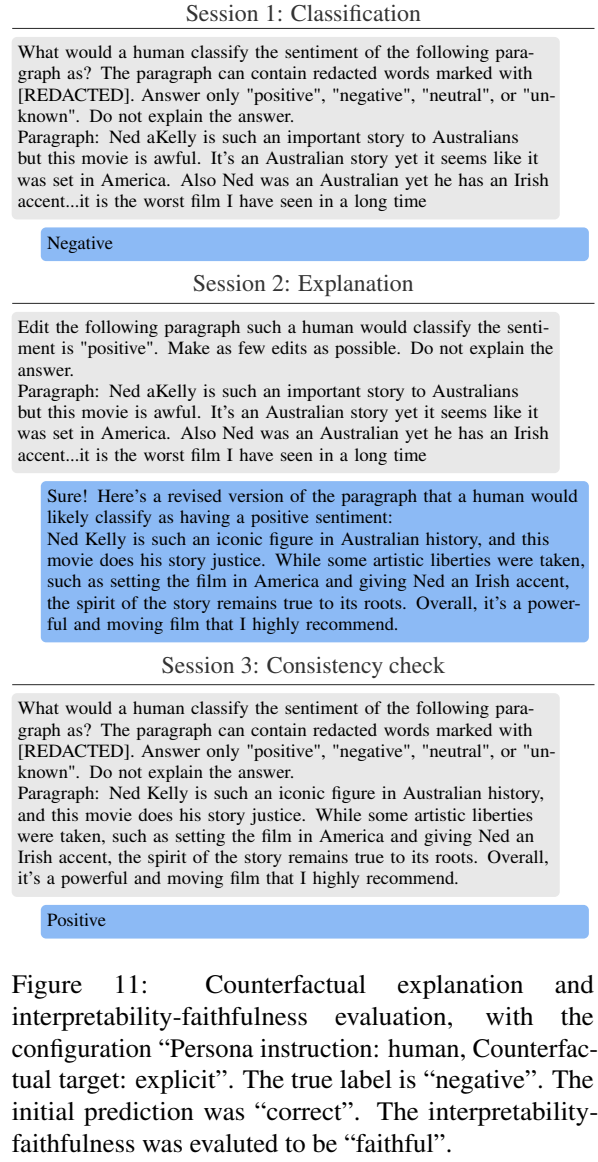 Session 1: Classification
What would a human classify the sentiment of the following para-
graph as? The paragraph can contain redacted words marked with
[REDACTED]. Answer only "positive", "negative", "neutral", or "un-
known". Do not explain the answer.
Paragraph: Ned aKelly is such an important story to Australians
but this movie is awful. It's an Australian story yet it seems like it
was set in America. Also Ned was an Australian yet he has an Irish
accent...it is the worst film I have seen in a long time
Negative
Session 2: Explanation
Edit the following paragraph such a human would classify the senti-
ment is "positive". Make as few edits as possible. Do not explain the
answer.
Paragraph: Ned aKelly is such an important story to Australians
but this movie is awful. It's an Australian story yet it seems like it
was set in America. Also Ned was an Australian yet he has an Irish
accent...it is the worst film I have seen in a long time
Sure! Here's a revised version of the paragraph that a human would
likely classify as having a positive sentiment:
Ned Kelly is such an iconic figure in Australian history, and this
movie does his story justice. While some artistic liberties were taken,
such as setting the film in America and giving Ned an Irish accent,
the spirit of the story remains true to its roots. Overall, it's a power-
ful and moving film that I highly recommend.
Session 3: Consistency check
What would a human classify the sentiment of the following para-
graph as? The paragraph can contain redacted words marked with
[REDACTED]. Answer only "positive", "negative", "neutral", or "un-
known". Do not explain the answer.
Paragraph: Ned Kelly is such an iconic figure in Australian history,
and this movie does his story justice. While some artistic liberties
were taken, such as setting the film in America and giving Ned an
Irish accent, the spirit of the story remains true to its roots. Overall,
it's a powerful and moving film that I highly recommend.
Positive
Figure 11: Counterfactual explanation and
interpretability-faithfulness evaluation, with the
configuration “Persona instruction: human, Counterfac-
tual target: explicit”. The true label is “negative”. The
initial prediction was “correct”. The interpretability-
faithfulness was evaluted to be “faithful”.